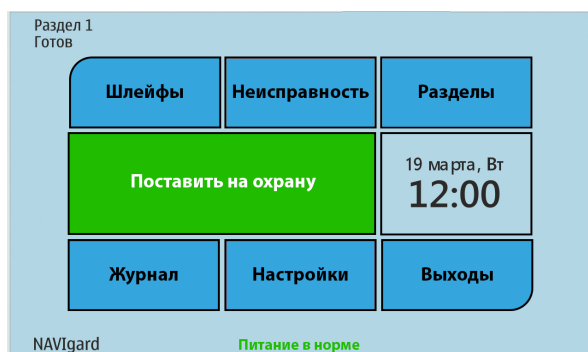 Раздел 1
Готов
Шлейфы
Неисправность
Разделы
Поставить на охрану
19 марта, Вт
12:00
Журнал
Настройки
Выходы
NAVIgard
Питание в норме